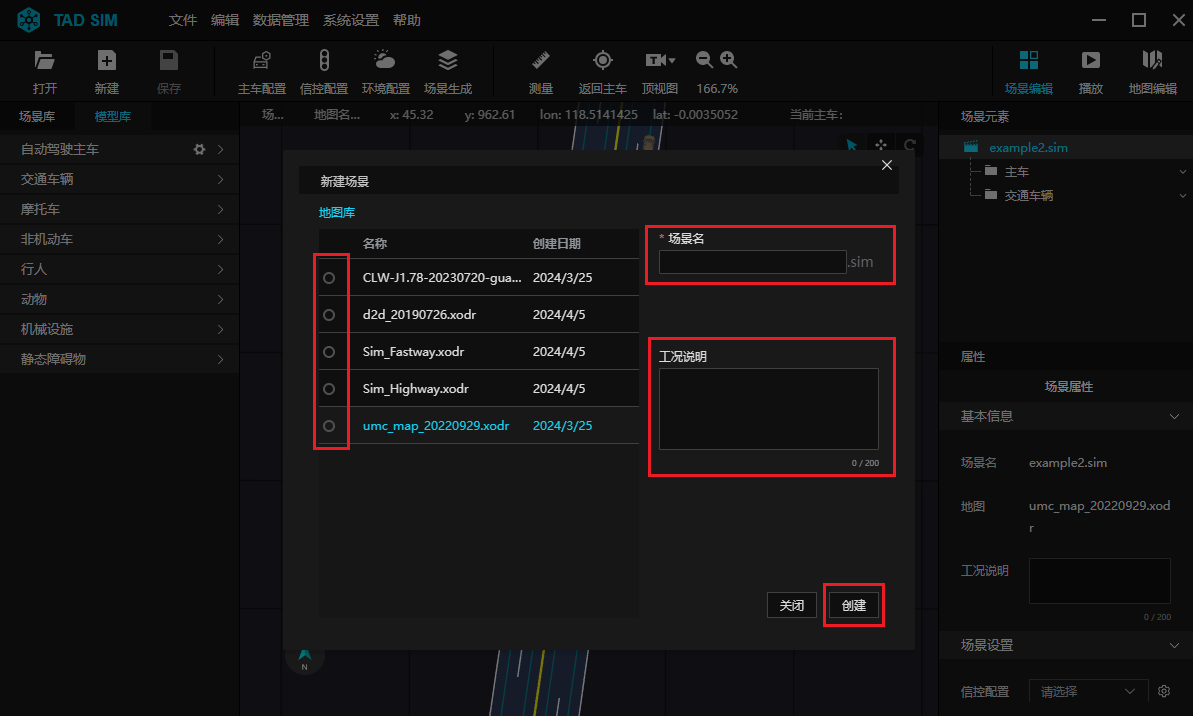 TAD SIM 文件 编辑 数据管理 系统设置 帮助
打开 新建 保存 主车配置 信控配置 环境配置 场景生成 测量 返回主车 顶视图 166.7% 场景编辑 播放 地图编辑
场景库 模型库 场... 地图名... x: 45.32 y: 962.61 lon: 118.5141425 lat: -0.0035052 当前主车: 场景元素
自动驾驶主车
交通车辆
摩托车
非机动车
行人
动物
机械设施
静态障碍物
新建场景
地图库
名称 创建日期
CLW-J1.78-20230720-gua... 2024/3/25
d2d_20190726.xodr 2024/4/5
Sim_Fastway.xodr 2024/4/5
Sim_Highway.xodr 2024/4/5
umc_map_20220929.xodr 2024/3/25
* 场景名
.sim
工况说明
0 / 200
关闭 创建
N
example2.sim
主车
交通车辆
属性
场景属性
基本信息
场景名 example2.sim
地图 umc_map_20220929.xod
r
工况说明
0 / 200
场景设置
信控配置 请选择